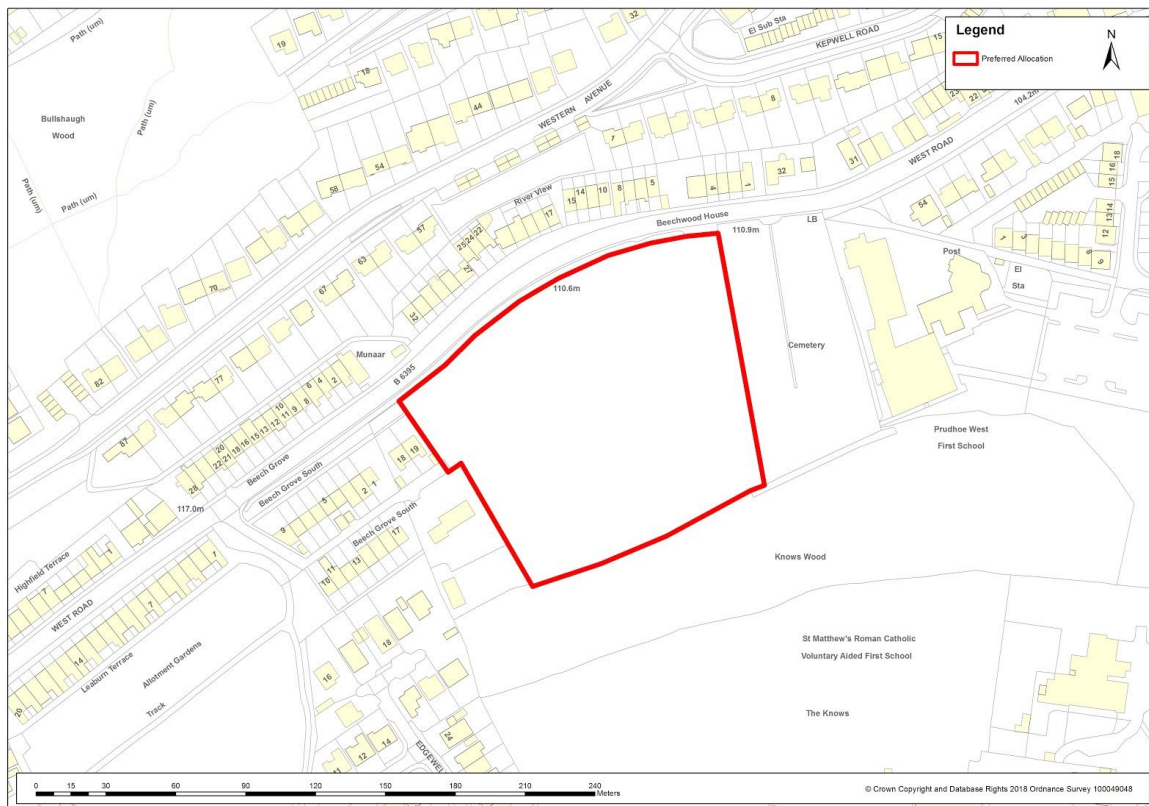 Legend
Preferred Allocation
N
Path (um)
19
32
El Sub Sta
KEPWELL ROAD
15
18
Bullshaugh
Wood
Path (um)
44
WESTERN AVENUE
8
7
23
22
104.2m
WEST ROAD
31
32
54
56
Path (um)
Path (um)
River View
14
15
10
8
5
4
1
18
16
15
14
13
12
54
7
5
8
9
57
25
24
22
17
Beechwood House
LB
110.9m
Post
El
Sta
63
27
67
70
32
110.6m
Munaar
B 6395
Cemetery
82
77
6
4
2
10
8
9
11
12
13
15
16
18
20
21
22
28
87
Beech Grove
Beech Grove South
18
19
5
2
1
9
117.0m
Beech Grove South
17
13
11
10
Prudhoe West
First School
Highfield Terrace
1
7
WEST ROAD
1
7
14
20
Leaburn Terrace
Allotment Gardens
Track
Knows Wood
18
16
St Matthew's Roman Catholic
Voluntary Aided First School
The Knows
24
14
12
11
EDGEWEL
0 15 30 60 90 120 150 180 210 240
Meters
© Crown Copyright and Database Rights 2018 Ordnance Survey 100049048